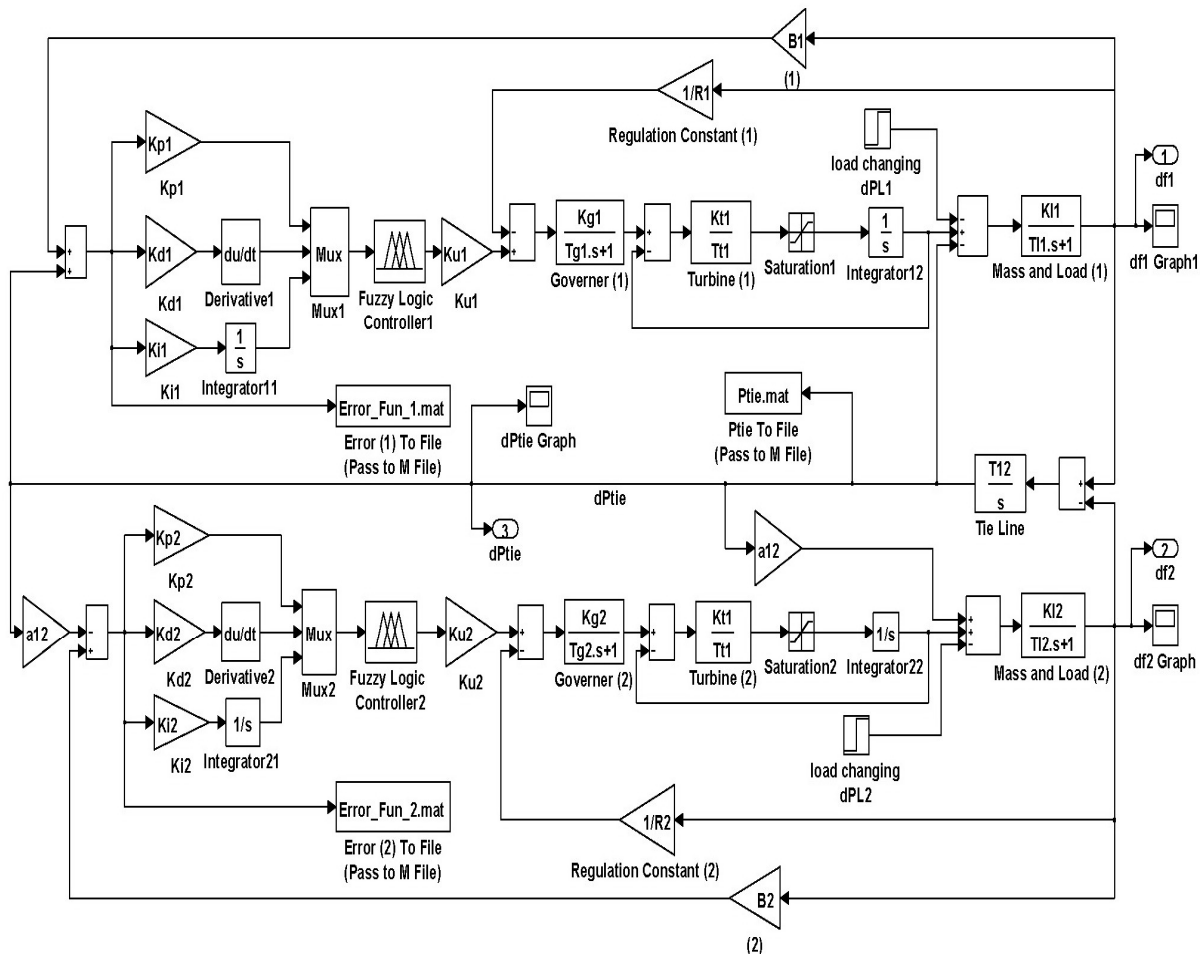 B1
(1)
1/R1
Regulation Constant (1)
load changing
dPL1
Kp1
Kp1
1
df1
Kd1
Kd1
du/dt
Derivative1
Mux
Mux1
Fuzzy Logic
Controller1
Ku1
Ku1
+
+
-
+
Kg1
Tg1.s+1
Governer (1)
+
-
Kt1
Tt1
Turbine (1)
Saturation1
1
s
Integrator12
-
+
-
Kl1
Tl1.s+1
Mass and Load (1)
df1 Graph1
Ki1
Ki1
1
s
Integrator11
Error_Fun_1.mat
Error (1) To File
(Pass to M File)
dPtie Graph
Ptie.mat
Ptie To File
(Pass to M File)
T12
s
Tie Line
+
-
dPtie
3
dPtie
a12
Kp2
Kp2
2
df2
a12
-
+
Kd2
Kd2
du/dt
Derivative2
Mux
Mux2
Fuzzy Logic
Controller2
Ku2
Ku2
+
-
Kg2
Tg2.s+1
Governer (2)
+
-
Kt1
Tt1
Turbine (2)
Saturation2
1/s
Integrator22
+
+
-
Kl2
Tl2.s+1
Mass and Load (2)
df2 Graph
Ki2
Ki2
1/s
Integrator21
load changing
dPL2
Error_Fun_2.mat
Error (2) To File
(Pass to M File)
1/R2
Regulation Constant (2)
B2
(2)